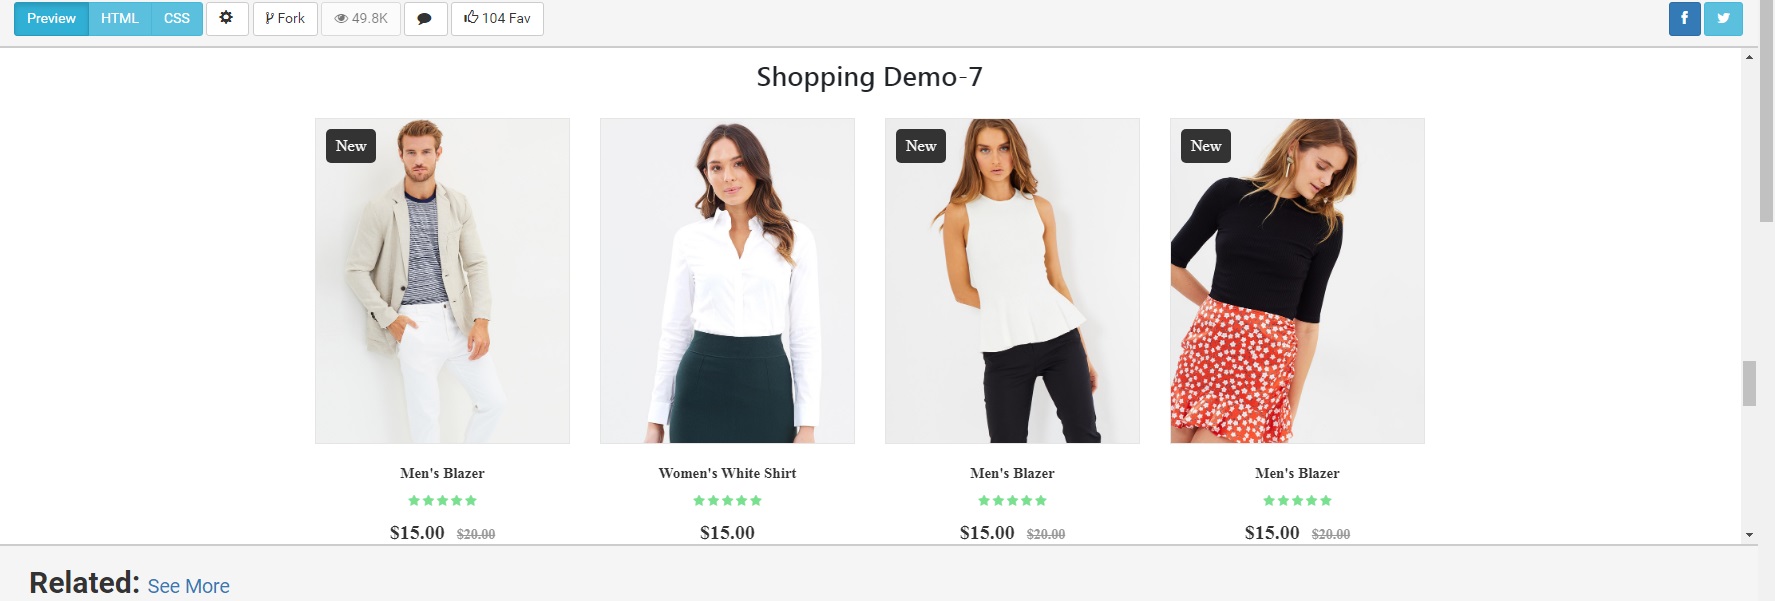 Preview HTML CSS Fork 49.8K 104 Fav
Shopping Demo-7
New New New
Men's Blazer Women's White Shirt Men's Blazer Men's Blazer
$15.00 $20.00 $15.00 $15.00 $20.00 $15.00 $20.00
Related: See More